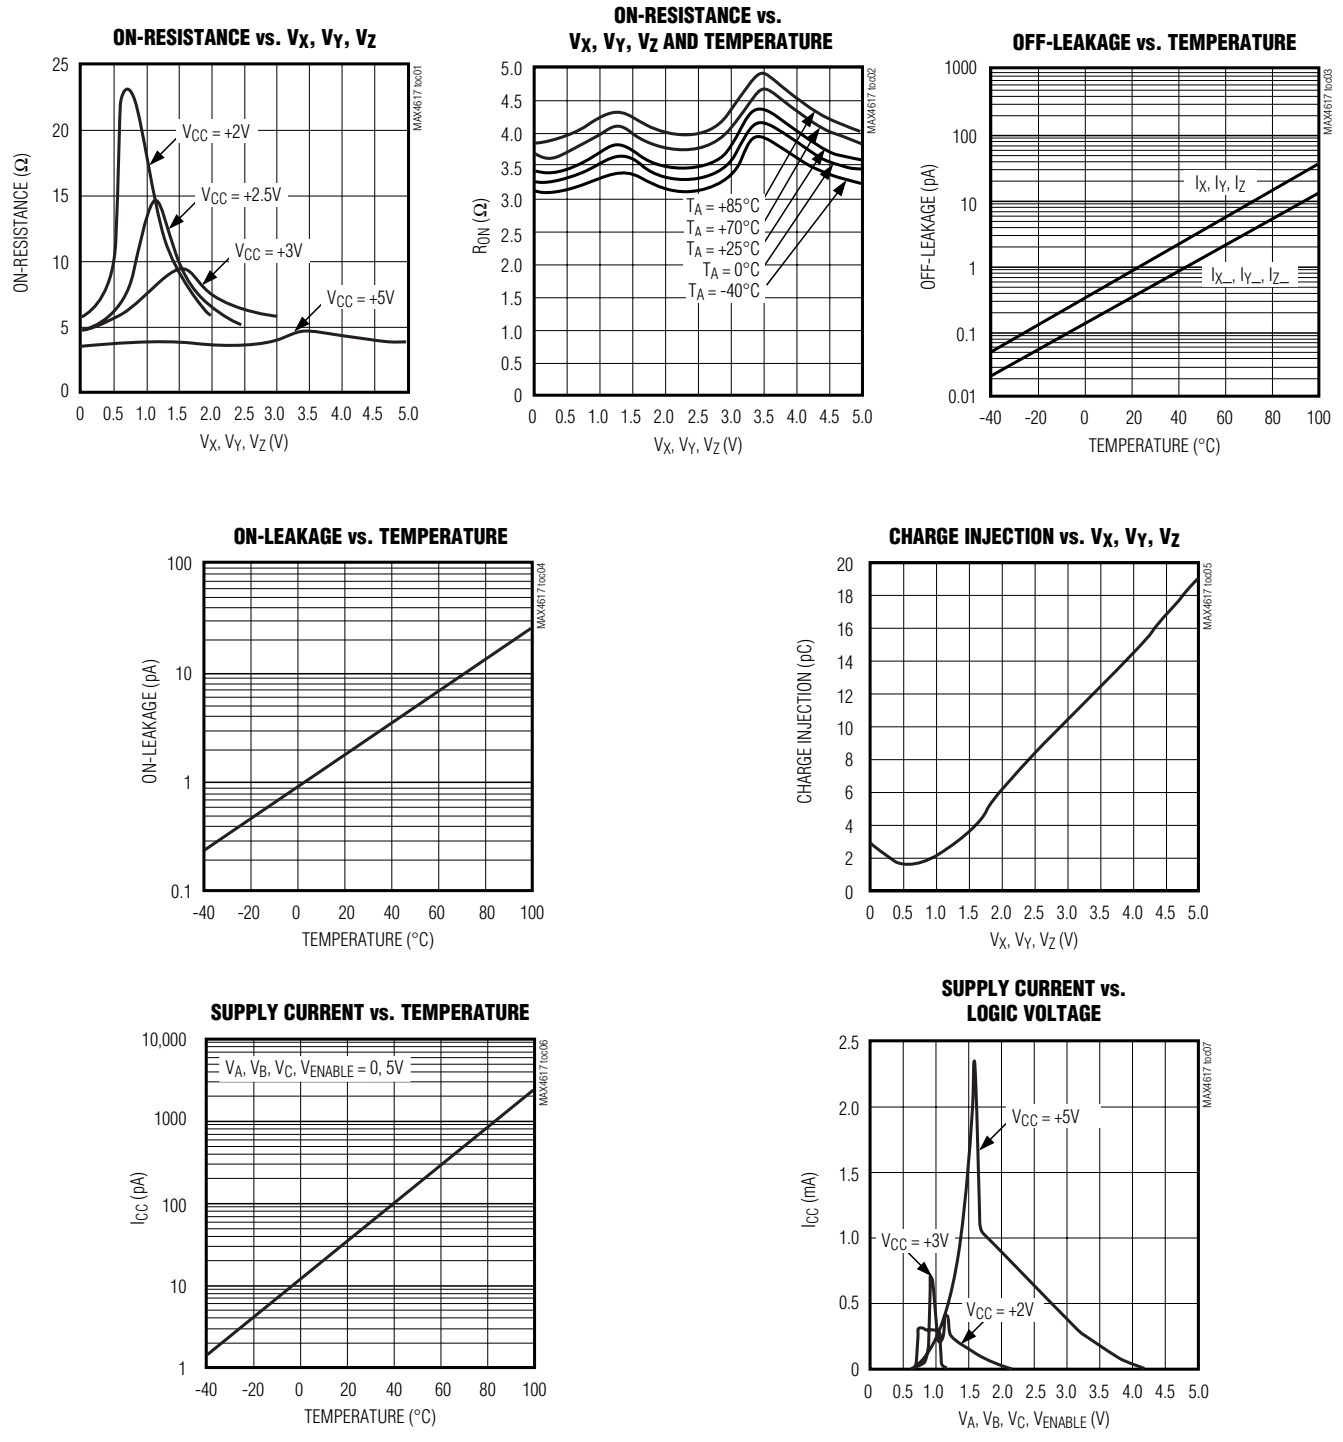 ON-RESISTANCE vs. VX, VY, VZ
25
20
15
10
5
0
ON-RESISTANCE (Ω)
VCC = +2V
VCC = +2.5V
VCC = +3V
VCC = +5V
0 0.5 1.0 1.5 2.0 2.5 3.0 3.5 4.0 4.5 5.0
VX, VY, VZ (V)
MAX4617 toc01
ON-RESISTANCE vs.
VX, VY, VZ AND TEMPERATURE
5.0
4.5
4.0
3.5
3.0
2.5
2.0
1.5
1.0
0.5
0
RON (Ω)
TA = +85°C
TA = +70°C
TA = +25°C
TA = 0°C
TA = -40°C
0 0.5 1.0 1.5 2.0 2.5 3.0 3.5 4.0 4.5 5.0
VX, VY, VZ (V)
MAX4617 toc02
OFF-LEAKAGE vs. TEMPERATURE
1000
100
10
1
0.1
0.01
OFF-LEAKAGE (pA)
IX, IY, IZ
IX_, IY_, IZ_
-40 -20 0 20 40 60 80 100
TEMPERATURE (°C)
MAX4617 toc03
ON-LEAKAGE vs. TEMPERATURE
100
10
1
0.1
ON-LEAKAGE (pA)
-40 -20 0 20 40 60 80 100
TEMPERATURE (°C)
MAX4617 toc04
CHARGE INJECTION vs. VX, VY, VZ
20
18
16
14
12
10
8
6
4
2
0
CHARGE INJECTION (pC)
0 0.5 1.0 1.5 2.0 2.5 3.0 3.5 4.0 4.5 5.0
VX, VY, VZ (V)
MAX4617 toc05
SUPPLY CURRENT vs. TEMPERATURE
10,000
1000
100
10
1
ICC (pA)
VA, VB, VC, VENABLE = 0, 5V
-40 -20 0 20 40 60 80 100
TEMPERATURE (°C)
MAX4617 toc06
SUPPLY CURRENT vs.
LOGIC VOLTAGE
2.5
2.0
1.5
1.0
0.5
0
ICC (mA)
VCC = +5V
VCC = +3V
VCC = +2V
0 0.5 1.0 1.5 2.0 2.5 3.0 3.5 4.0 4.5 5.0
VA, VB, VC, VENABLE (V)
MAX4617 toc07